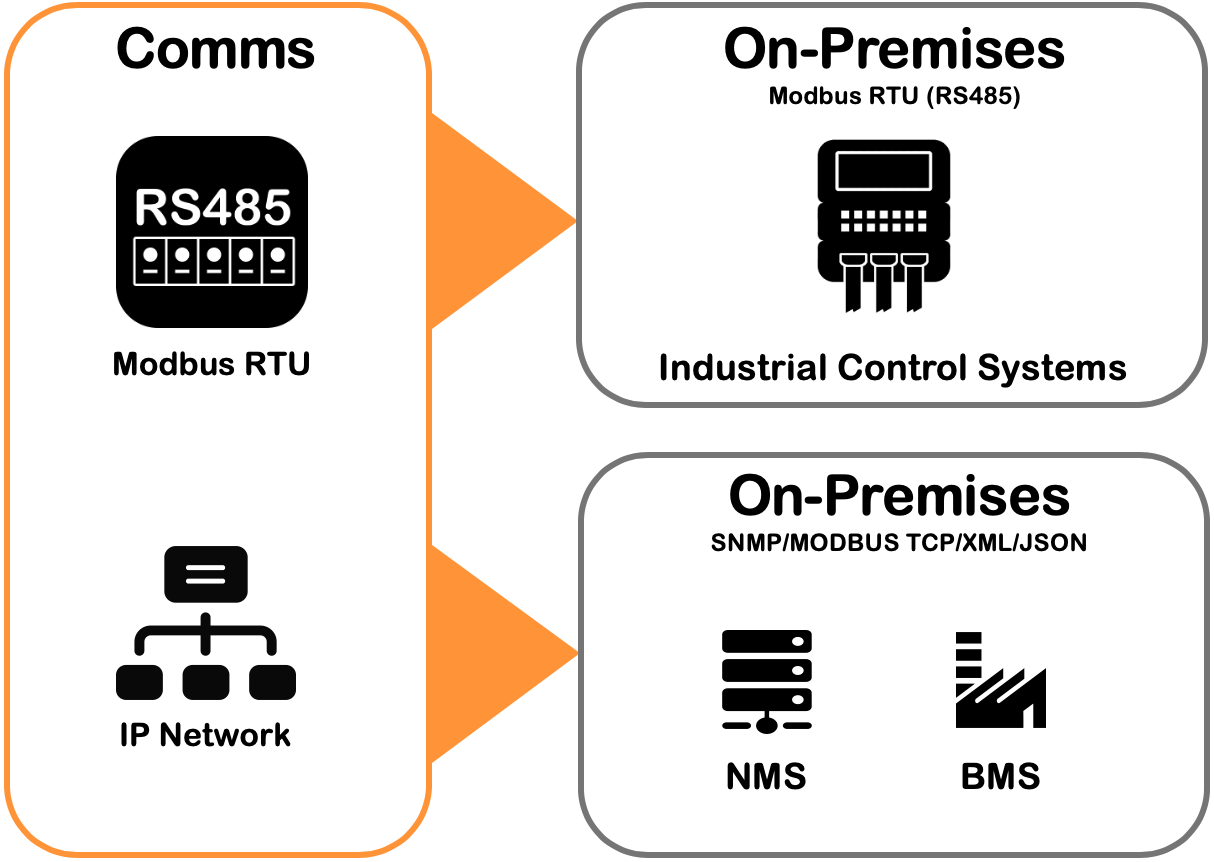 Comms
RS485
Modbus RTU
IP Network
On-Premises
Modbus RTU (RS485)
Industrial Control Systems
On-Premises
SNMP/MODBUS TCP/XML/JSON
NMS
BMS